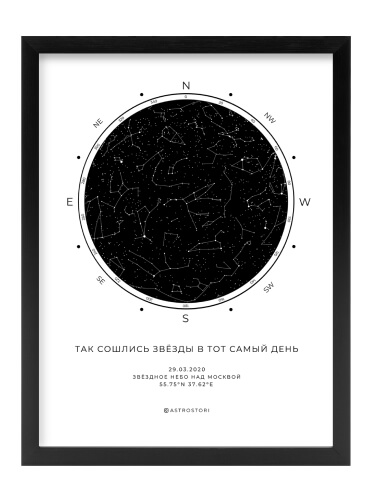 N
NE
NW
E
W
SE
SW
S
ТАК СОШЛИСЬ ЗВЁЗДЫ В ТОТ САМЫЙ ДЕНЬ
29.03.2020
ЗВЁЗДНОЕ НЕБО НАД МОСКВОЙ
55.75°N 37.62°E
©ASTROSTORI